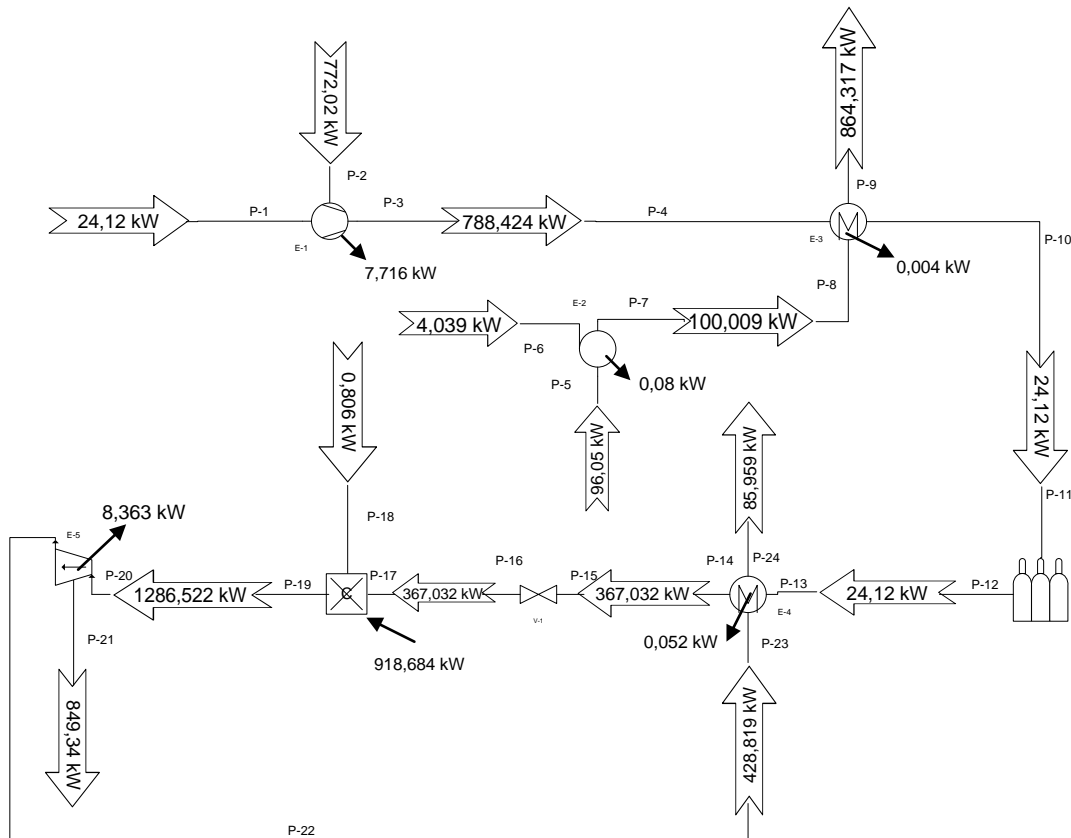 864,317 kW
772,02 kW
P-2
P-9
P-1
P-3
P-4
24,12 kW
788,424 kW
E-1
E-3
P-10
7,716 kW
0,004 kW
P-8
E-2
P-7
4,039 kW
100,009 kW
P-6
P-5
0,08 kW
0,806 kW
24,12 kW
96,05 kW
85,959 kW
P-11
8,363 kW
P-18
E-5
P-20
1286,522 kW
P-19
P-17
367,032 kW
P-16
V-1
P-15
367,032 kW
P-14
P-24
P-13
E-4
24,12 kW
P-12
C
P-21
0,052 kW
P-23
918,684 kW
849,34 kW
428,819 kW
P-22